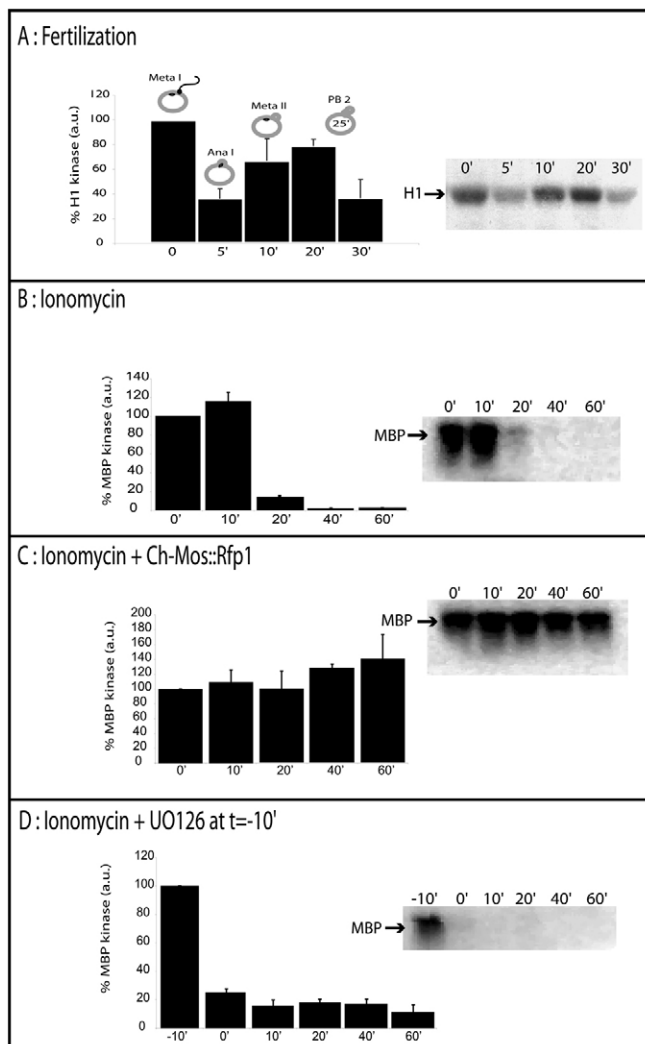 A : Fertilization
Meta I
Ana I
Meta II
PB 2
25'
% H1 kinase (a.u.)
120
100
80
60
40
20
0
0 5' 10' 20' 30'
0' 5' 10' 20' 30'
H1
B : Ionomycin
% MBP kinase (a.u.)
140
120
100
80
60
40
20
0
0' 10' 20' 40' 60'
0' 10' 20' 40' 60'
MBP
C : Ionomycin + Ch-Mos::Rfp1
% MBP kinase (a.u.)
200
180
160
140
120
100
80
60
40
20
0
0' 10' 20' 40' 60'
0' 10' 20' 40' 60'
MBP
D : Ionomycin + UO126 at t=-10'
% MBP kinase (a.u.)
120
100
80
60
40
20
0
-10' 0' 10' 20' 40' 60'
-10' 0' 10' 20' 40' 60'
MBP